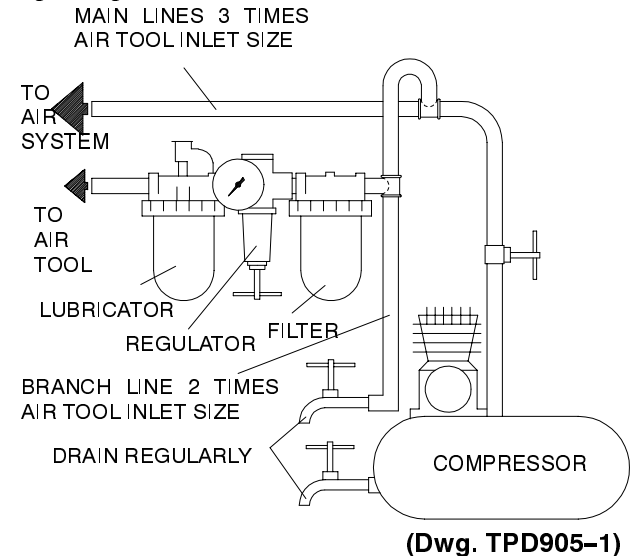 MAIN LINES 3 TIMES
AIR TOOL INLET SIZE
TO
AIR
SYSTEM
TO
AIR
TOOL
LUBRICATOR
REGULATOR
FILTER
BRANCH LINE 2 TIMES
AIR TOOL INLET SIZE
DRAIN REGULARLY
COMPRESSOR
(Dwg. TPD905–1)